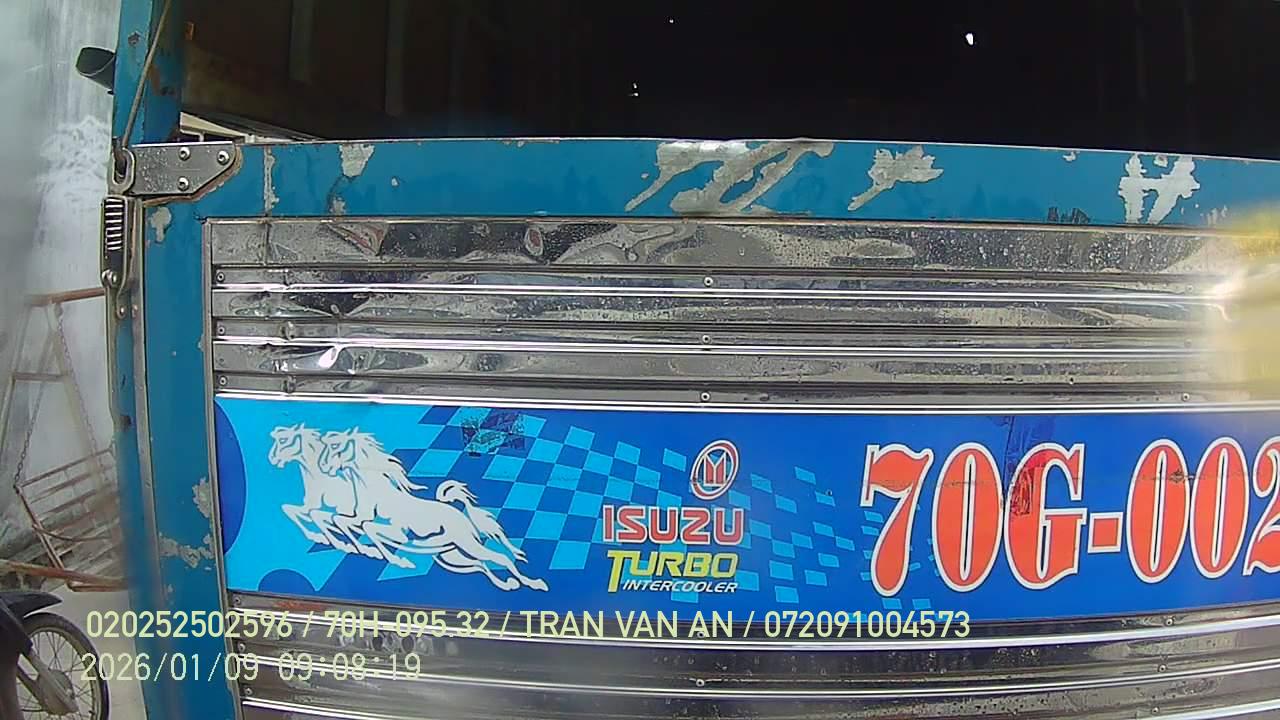 ISUZU
TURBO
INTERCOOLER
70G-002
020252502596 / 70H-095.32 / TRAN VAN AN / 072091004573
2026/01/09 09:08:19